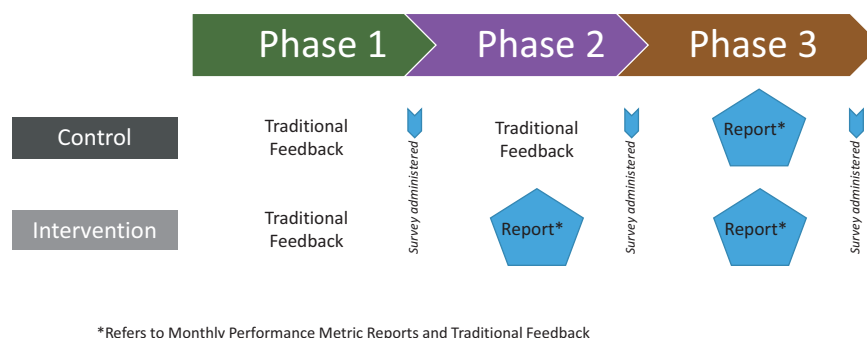 Phase 1
Phase 2
Phase 3
Control
Traditional
Feedback
Survey administered
Traditional
Feedback
Survey administered
Report*
Survey administered
Intervention
Traditional
Feedback
Report*
Report*
*Refers to Monthly Performance Metric Reports and Traditional Feedback